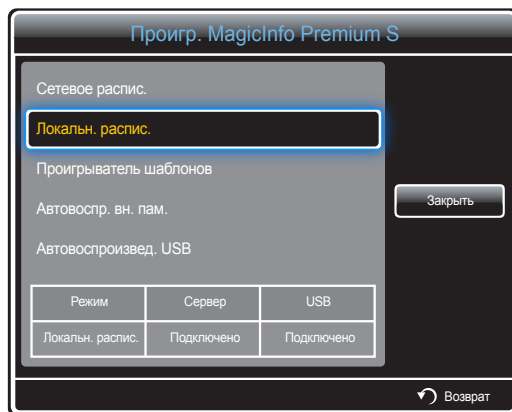 Проигр. MagicInfo Premium S
Сетевое распис.
Локальн. распис.
Проигрыватель шаблонов
Автовоспр. вн. пам.
Автовоспроизвед. USB
Закрыть
Режим Сервер USB
Локальн. распис. Подключено Подключено
Возврат